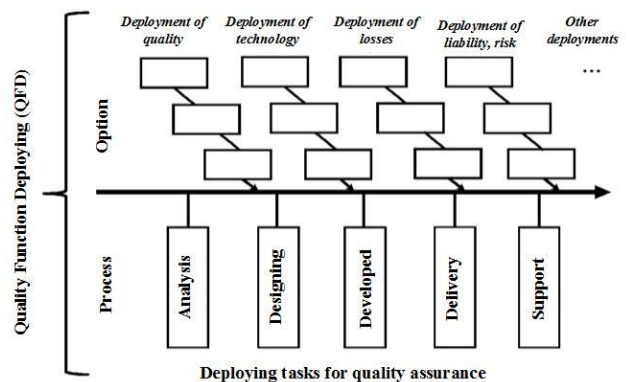 Deployment of
quality
Deployment of
technology
Deployment of
losses
Deployment of
liability, risk
Other
deployments
...
Quality Function Deploying (QFD)
Option
Process
Analysis
Designing
Developed
Delivery
Support
Deploying tasks for quality assurance